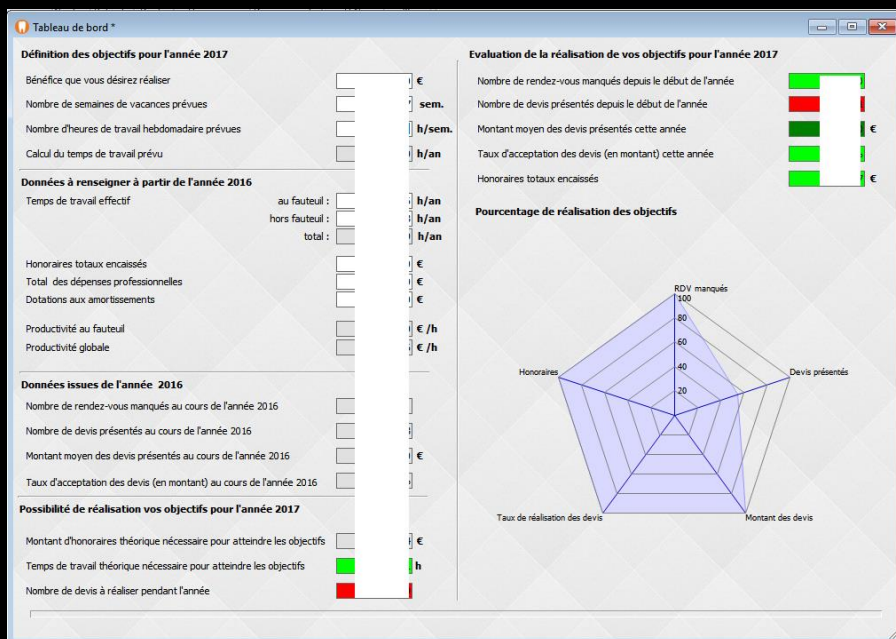 Tableau de bord *
Définition des objectifs pour l'année 2017
Bénéfice que vous désirez réaliser €
Nombre de semaines de vacances prévues sem.
Nombre d'heures de travail hebdomadaire prévues h/sem.
Calcul du temps de travail prévu h/an
Données à renseigner à partir de l'année 2016
Temps de travail effectif au fauteuil : h/an
hors fauteuil : h/an
total : h/an
Honoraires totaux encaissés €
Total des dépenses professionnelles €
Dotations aux amortissements €
Productivité au fauteuil € /h
Productivité globale € /h
Données issues de l'année 2016
Nombre de rendez-vous manqués au cours de l'année 2016
Nombre de devis présentés au cours de l'année 2016
Montant moyen des devis présentés au cours de l'année 2016 €
Taux d'acceptation des devis (en montant) au cours de l'année 2016
Possibilité de réalisation vos objectifs pour l'année 2017
Montant d'honoraires théorique nécessaire pour atteindre les objectifs €
Temps de travail théorique nécessaire pour atteindre les objectifs h
Nombre de devis à réaliser pendant l'année
Evaluation de la réalisation de vos objectifs pour l'année 2017
Nombre de rendez-vous manqués depuis le début de l'année
Nombre de devis présentés depuis le début de l'année
Montant moyen des devis présentés cette année €
Taux d'acceptation des devis (en montant) cette année
Honoraires totaux encaissés €
Pourcentage de réalisation des objectifs
RDV manqués
100
80
60
40
20
Honoraires
Devis présentés
Taux de réalisation des devis
Montant des devis